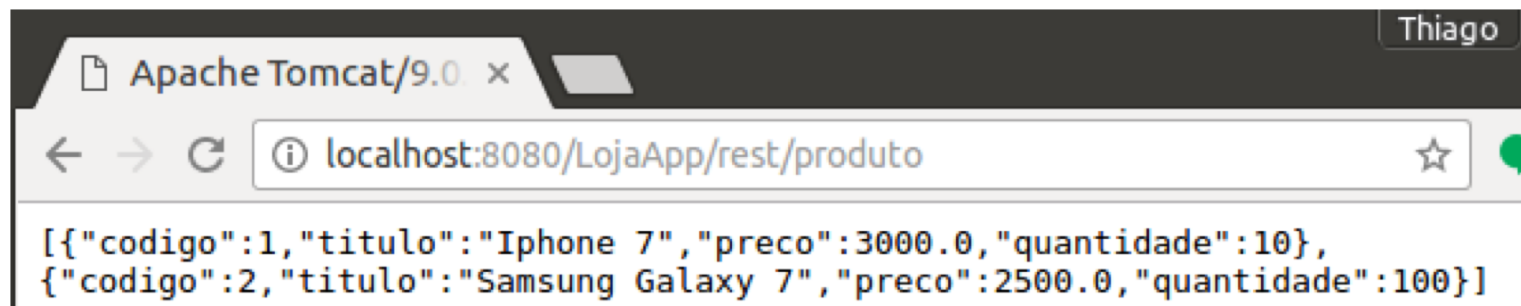 Thiago
Apache Tomcat/9.0.
localhost:8080/LojaApp/rest/produto
[{"codigo":1,"titulo":"Iphone 7","preco":3000.0,"quantidade":10},
{"codigo":2,"titulo":"Samsung Galaxy 7","preco":2500.0,"quantidade":100}]